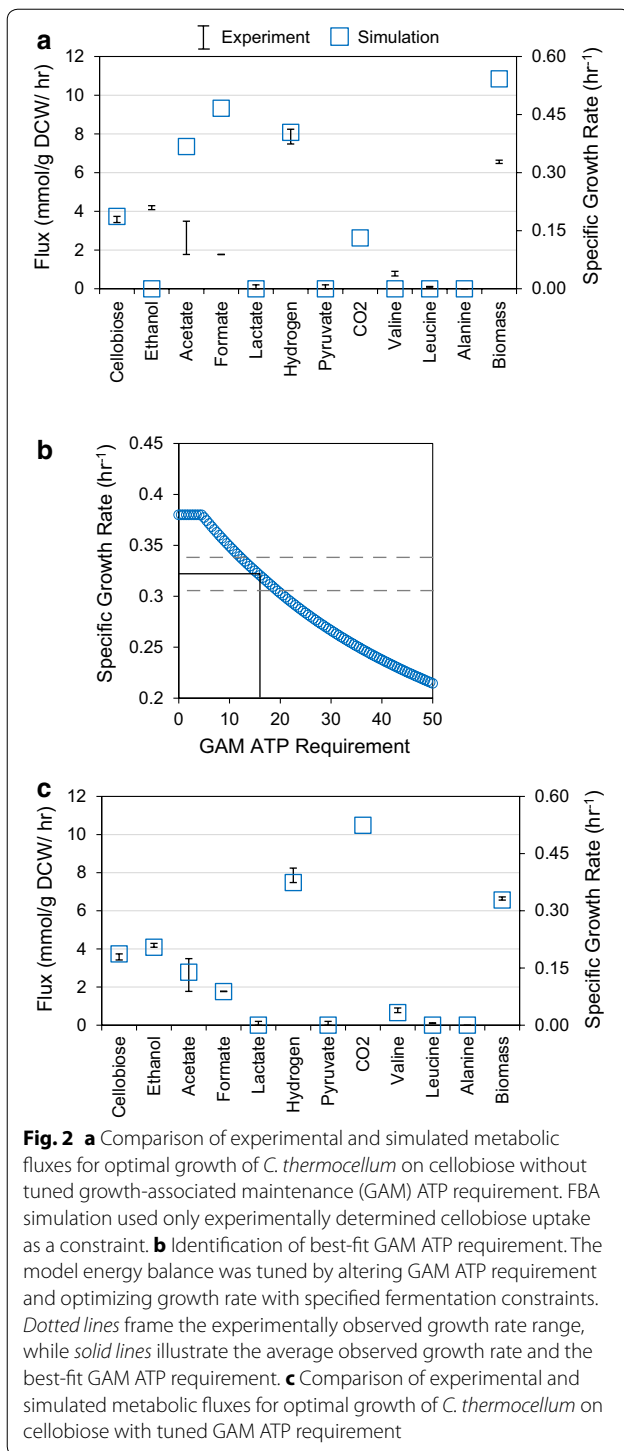 a
Experiment Simulation
12 0.60
10
0.45
8
6 0.30
4
0.15
2
0 0.00
Flux (mmol/g DCW/ hr)
Specific Growth Rate (hr-1)
Cellobiose
Ethanol
Acetate
Formate
Lactate
Hydrogen
Pyruvate
CO2
Valine
Leucine
Alanine
Biomass
b
0.45
0.4
0.35
0.3
0.25
0.2
Specific Growth Rate (hr-1)
0 10 20 30 40 50
GAM ATP Requirement
c
12 0.60
10
0.45
8
6 0.30
4
0.15
2
0 0.00
Flux (mmol/g DCW/ hr)
Specific Growth Rate (hr-1)
Cellobiose
Ethanol
Acetate
Formate
Lactate
Hydrogen
Pyruvate
CO2
Valine
Leucine
Alanine
Biomass
Fig. 2 a Comparison of experimental and simulated metabolic
fluxes for optimal growth of C. thermocellum on cellobiose without
tuned growth-associated maintenance (GAM) ATP requirement. FBA
simulation used only experimentally determined cellobiose uptake
as a constraint. b Identification of best-fit GAM ATP requirement. The
model energy balance was tuned by altering GAM ATP requirement
and optimizing growth rate with specified fermentation constraints.
Dotted lines frame the experimentally observed growth rate range,
while solid lines illustrate the average observed growth rate and the
best-fit GAM ATP requirement. c Comparison of experimental and
simulated metabolic fluxes for optimal growth of C. thermocellum on
cellobiose with tuned GAM ATP requirement